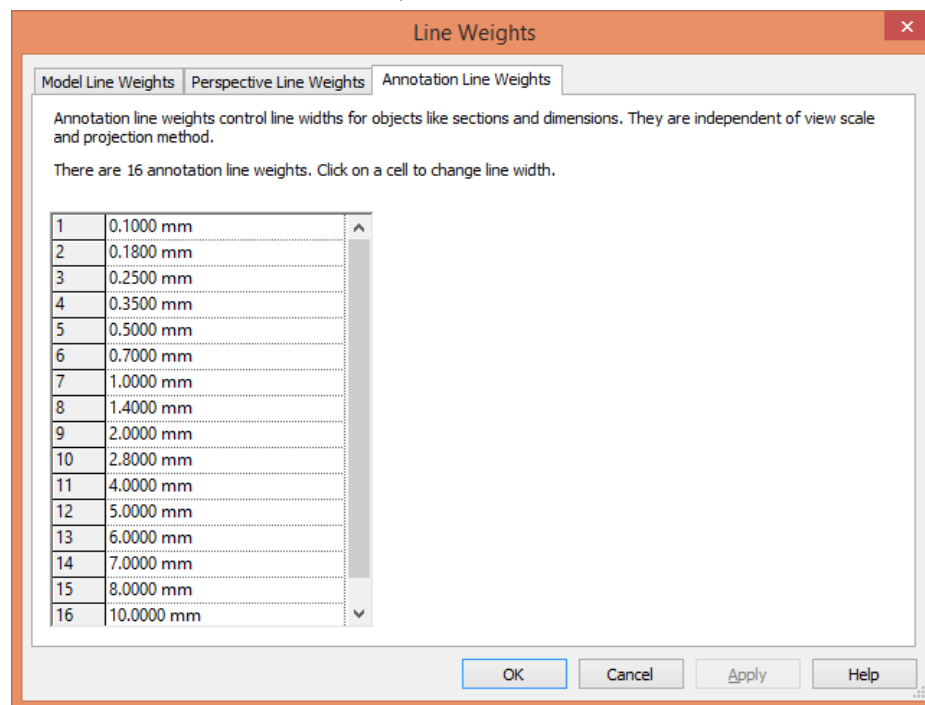 Line Weights
Model Line Weights Perspective Line Weights Annotation Line Weights
Annotation line weights control line widths for objects like sections and dimensions. They are independent of view scale
and projection method.
There are 16 annotation line weights. Click on a cell to change line width.
1 0.1000 mm
2 0.1800 mm
3 0.2500 mm
4 0.3500 mm
5 0.5000 mm
6 0.7000 mm
7 1.0000 mm
8 1.4000 mm
9 2.0000 mm
10 2.8000 mm
11 4.0000 mm
12 5.0000 mm
13 6.0000 mm
14 7.0000 mm
15 8.0000 mm
16 10.0000 mm
OK Cancel Apply Help